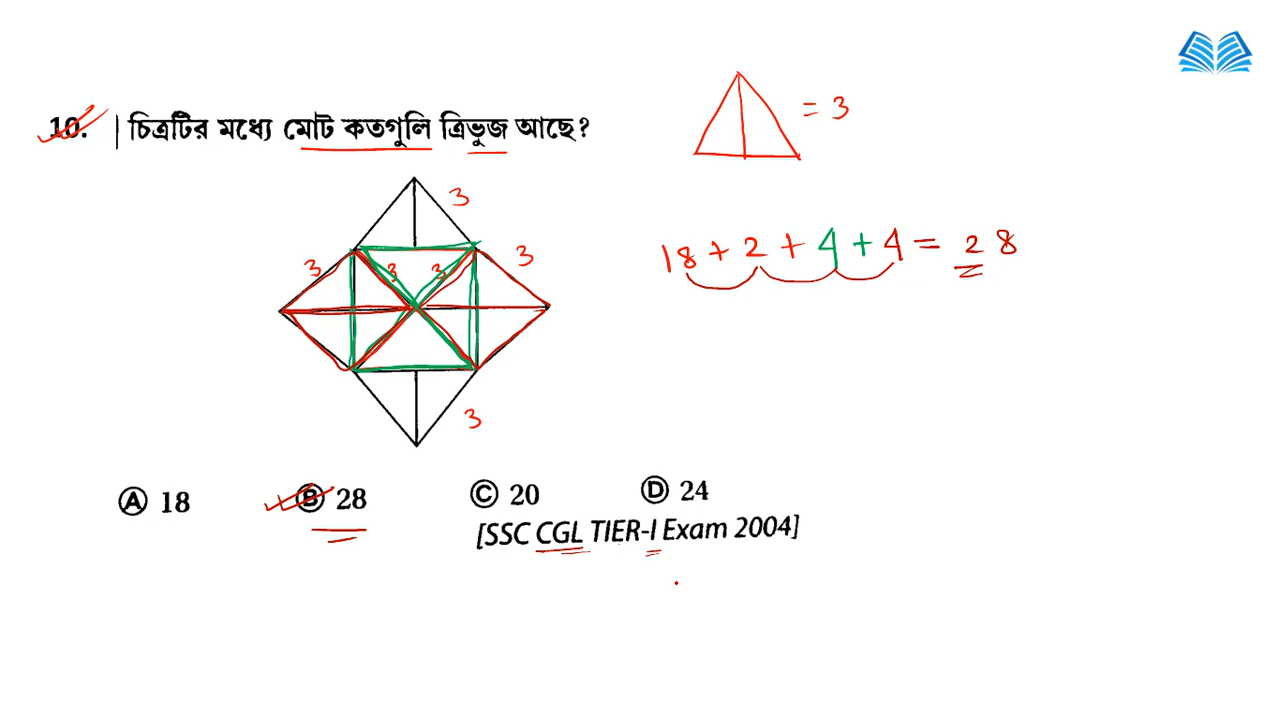 = 3
10. | চিত্রটির মধ্যে মোট কতগুলি ত্রিভুজ আছে?
3
3
3
3
3
18 + 2 + 4 + 4 = 28
3
Ⓐ 18 Ⓑ 28 Ⓒ 20 Ⓓ 24
[SSC CGL TIER-I Exam 2004]